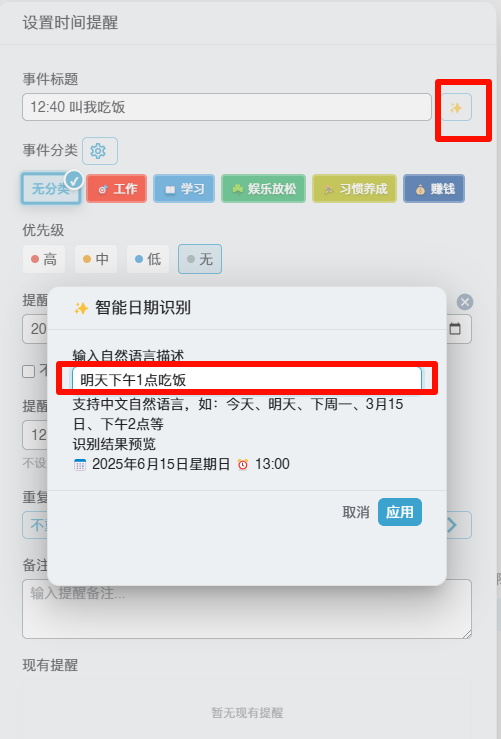 设置时间提醒
事件标题
12:40 叫我吃饭
事件分类
无分类 工作 学习 娱乐放松 习惯养成 赚钱
优先级
高 中 低 无
提醒
20
智能日期识别
输入自然语言描述
明天下午1点吃饭
支持中文自然语言，如：今天、明天、下周一、3月15
日、下午2点等
识别结果预览
2025年6月15日星期日 13:00
取消 应用
提醒
12
不设
重复
备注
输入提醒备注...
现有提醒
暂无现有提醒